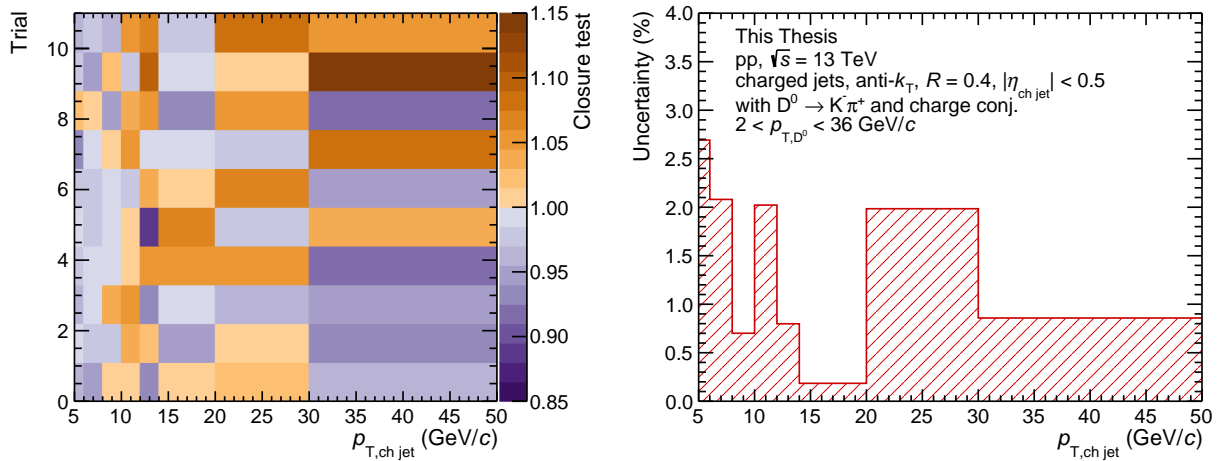 Trial
10
8
6
4
2
0
5 10 15 20 25 30 35 40 45 50
p_T,ch jet (GeV/c)
1.15
1.10
1.05
1.00
0.95
0.90
0.85
Closure test
Uncertainty (%)
4.0
3.5
3.0
2.5
2.0
1.5
1.0
0.5
0.0
This Thesis
pp, √s = 13 TeV
charged jets, anti-k_T, R = 0.4, |η_ch jet| < 0.5
with D⁰ → K⁻π⁺ and charge conj.
2 < p_T,D⁰ < 36 GeV/c
5 10 15 20 25 30 35 40 45 50
p_T,ch jet (GeV/c)